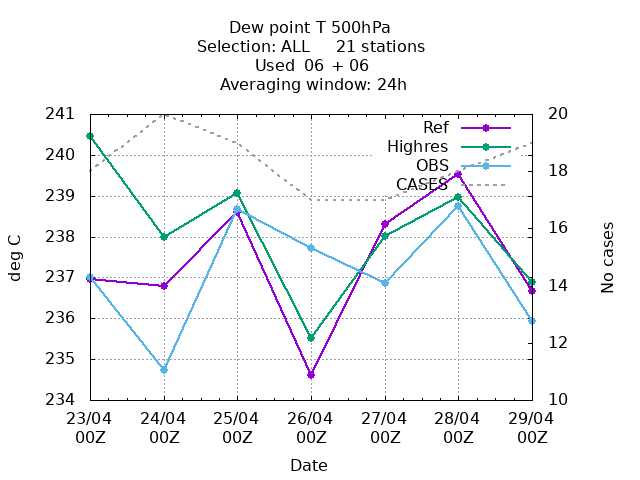 Dew point T 500hPa
Selection: ALL     21 stations
Used  06 + 06
Averaging window: 24h
241
240
239
238
237
236
235
234
20
18
16
14
12
10
deg C
No cases
Ref
Highres
OBS
CASES
23/04 24/04 25/04 26/04 27/04 28/04 29/04
00Z 00Z 00Z 00Z 00Z 00Z 00Z
Date